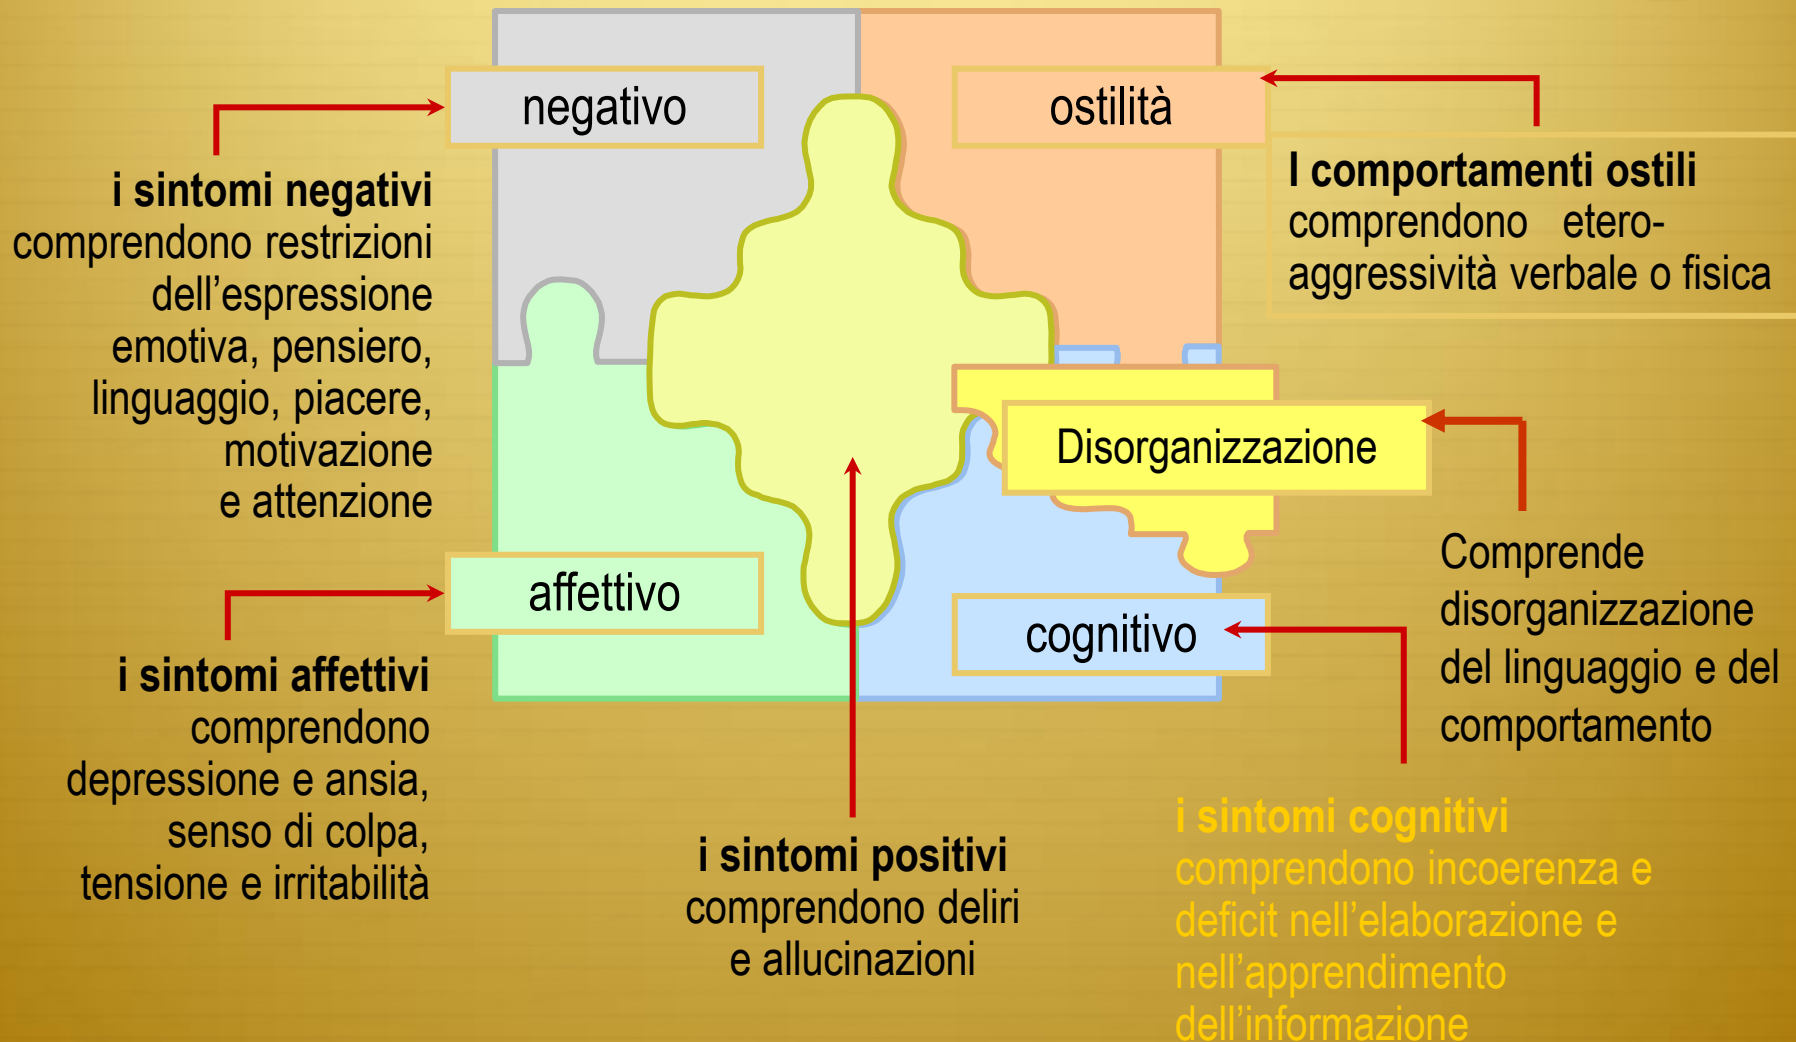 negativo
ostilità
i sintomi negativi
comprendono restrizioni
dell’espressione
emotiva, pensiero,
linguaggio, piacere,
motivazione
e attenzione
I comportamenti ostili
comprendono etero-
aggressività verbale o fisica
Disorganizzazione
Comprende
disorganizzazione
del linguaggio e del
comportamento
affettivo
cognitivo
i sintomi affettivi
comprendono
depressione e ansia,
senso di colpa,
tensione e irritabilità
i sintomi positivi
comprendono deliri
e allucinazioni
i sintomi cognitivi
comprendono incoerenza e
deficit nell’elaborazione e
nell’apprendimento
dell’informazione